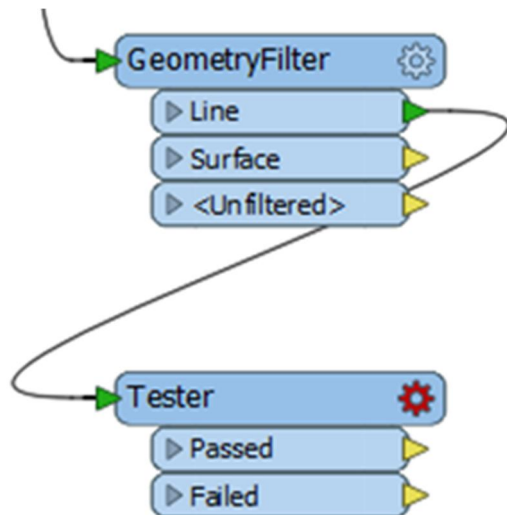 GeometryFilter
Line
Surface
<Unfiltered>
Tester
Passed
Failed